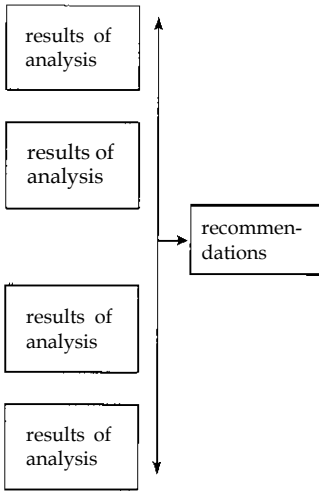 results of
analysis
results of
analysis
recommen-
dations
results of
analysis
results of
analysis